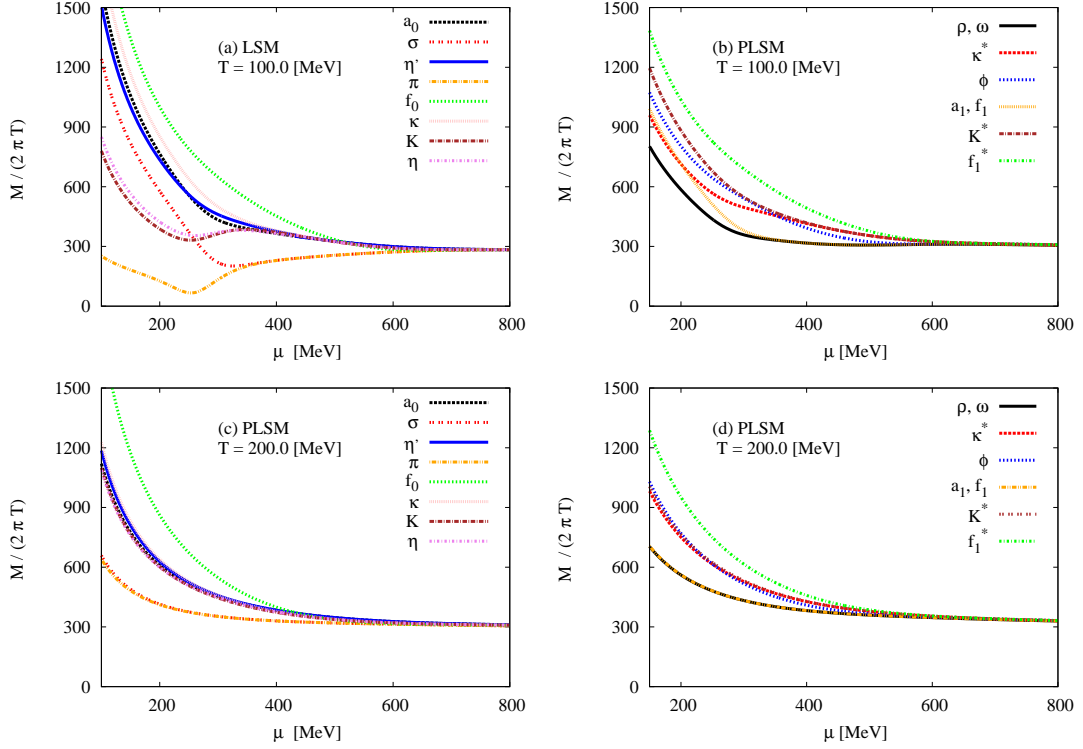 1500
1200
900
600
300
0
M / (2 π T)
200
400
600
800
μ [MeV]
(a) LSM
T = 100.0 [MeV]
a0
σ
η'
π
f0
κ
K
η
1500
1200
900
600
300
0
M / (2 π T)
200
400
600
800
μ [MeV]
(b) PLSM
T = 100.0 [MeV]
ρ, ω
κ*
ϕ
a1, f1
K*
f1*
1500
1200
900
600
300
0
M / (2 π T)
200
400
600
800
μ [MeV]
(c) PLSM
T = 200.0 [MeV]
a0
σ
η'
π
f0
κ
K
η
1500
1200
900
600
300
0
M / (2 π T)
200
400
600
800
μ [MeV]
(d) PLSM
T = 200.0 [MeV]
ρ, ω
κ*
ϕ
a1, f1
K*
f1*